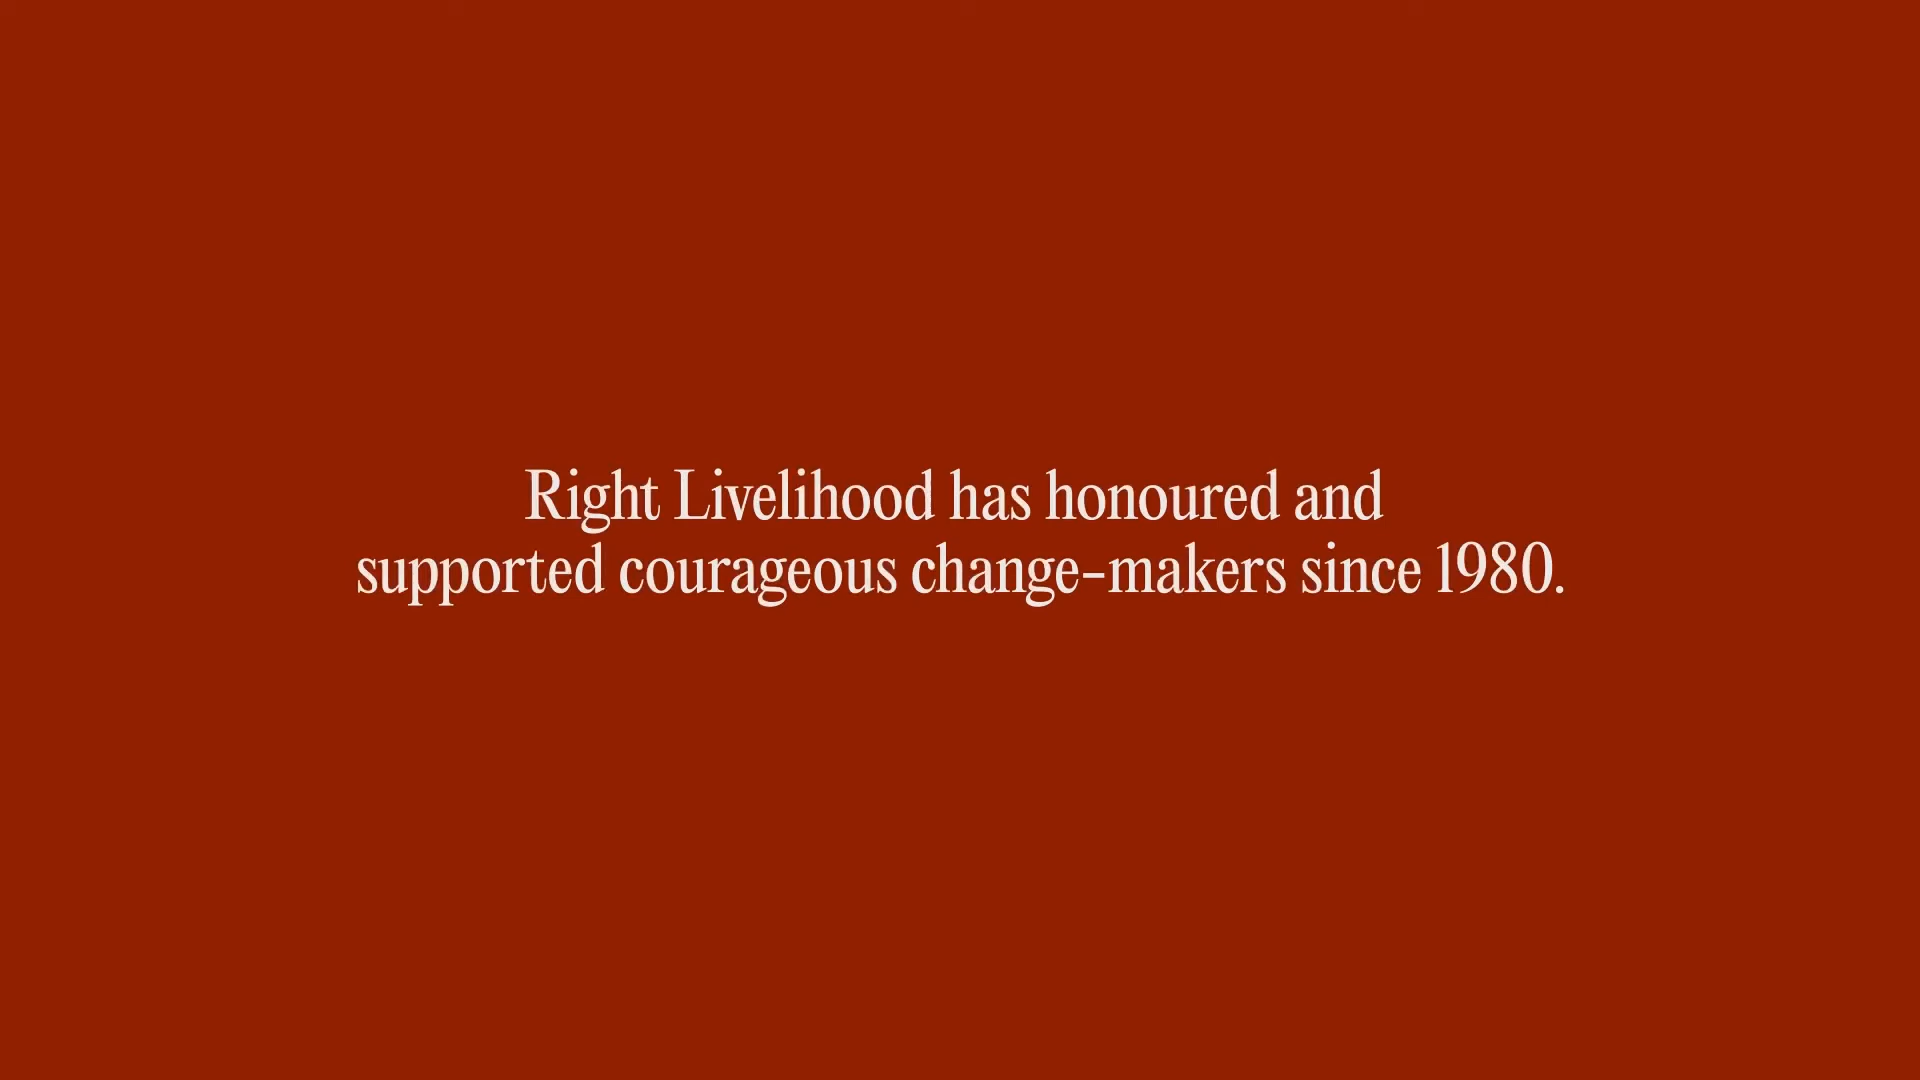 Right Livelihood has honoured and
supported courageous change-makers since 1980.